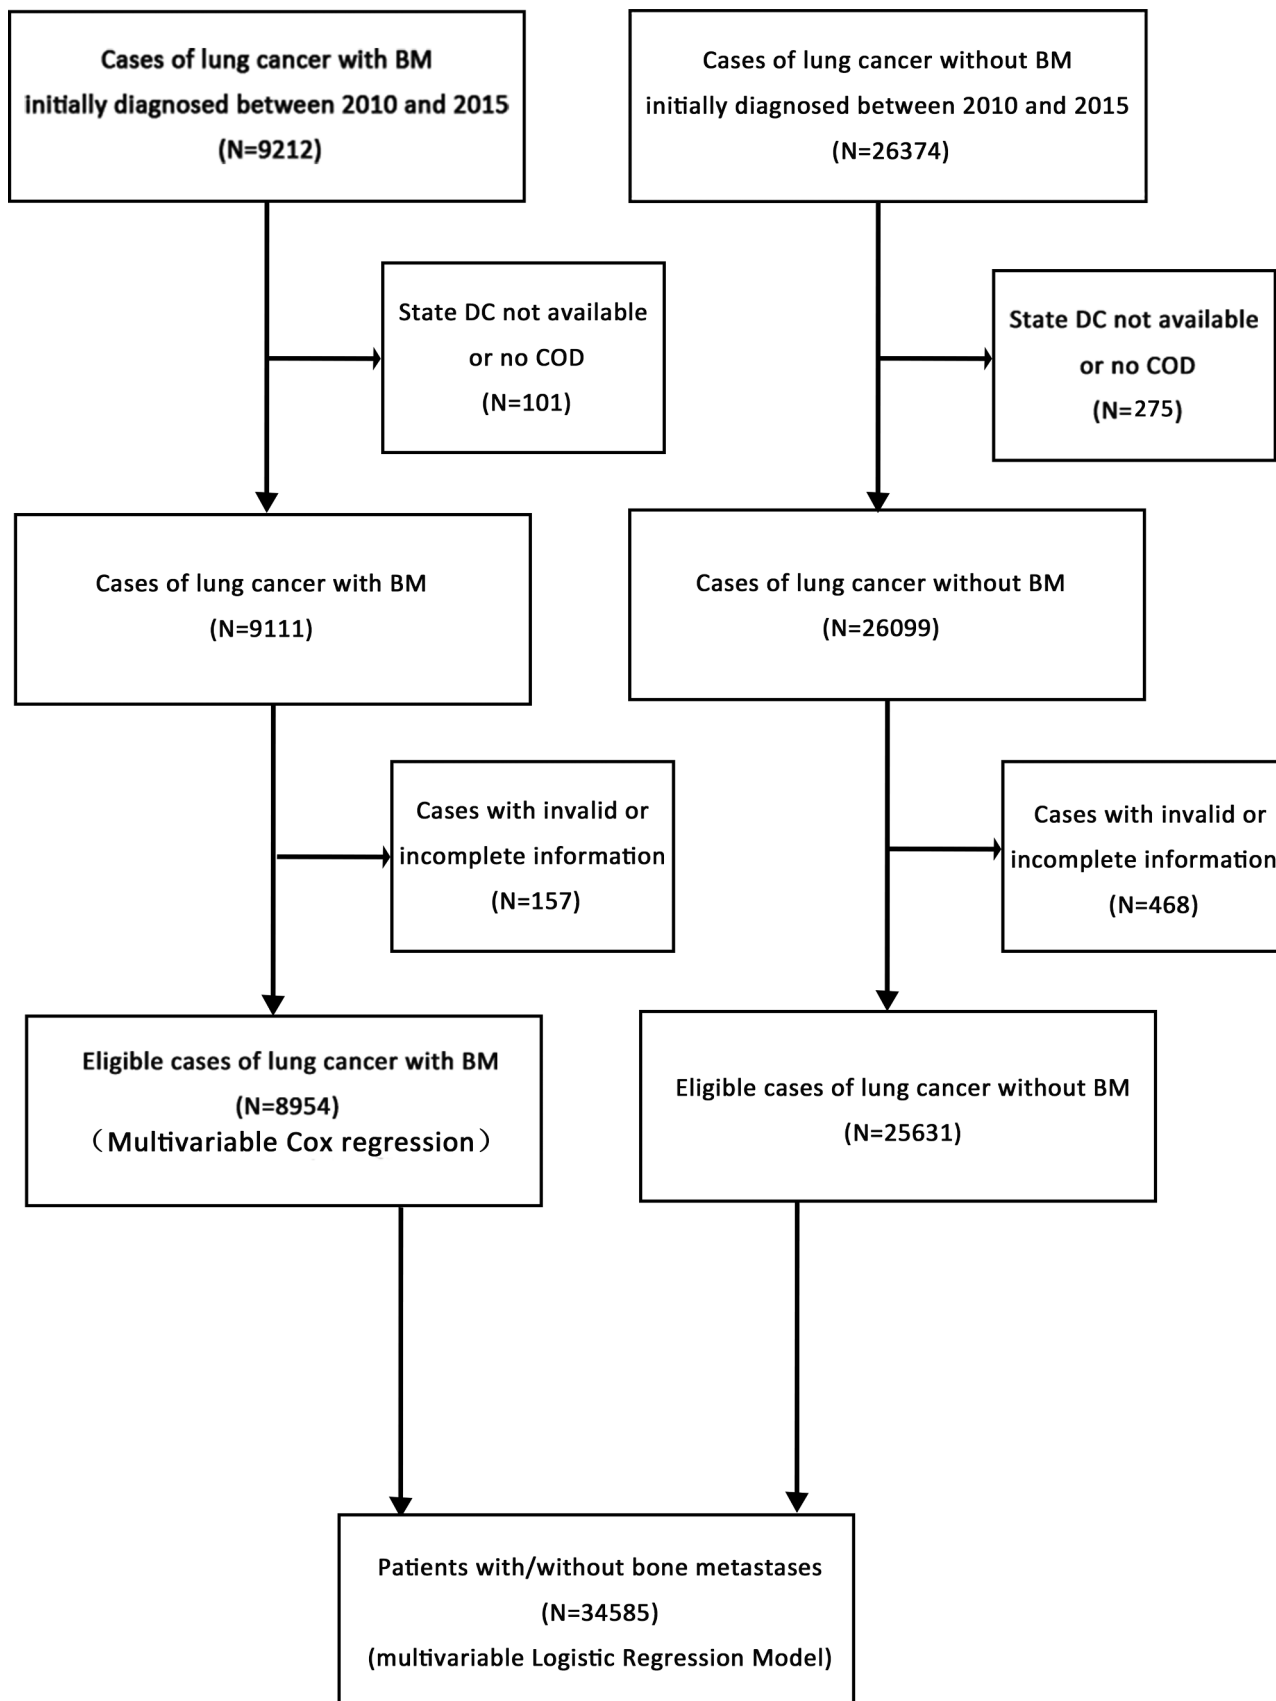 Cases of lung cancer with BM
initially diagnosed between 2010 and 2015
(N=9212)
Cases of lung cancer without BM
initially diagnosed between 2010 and 2015
(N=26374)
State DC not available
or no COD
(N=101)
State DC not available
or no COD
(N=275)
Cases of lung cancer with BM
(N=9111)
Cases of lung cancer without BM
(N=26099)
Cases with invalid or
incomplete information
(N=157)
Cases with invalid or
incomplete information
(N=468)
Eligible cases of lung cancer with BM
(N=8954)
（Multivariable Cox regression）
Eligible cases of lung cancer without BM
(N=25631)
Patients with/without bone metastases
(N=34585)
(multivariable Logistic Regression Model)